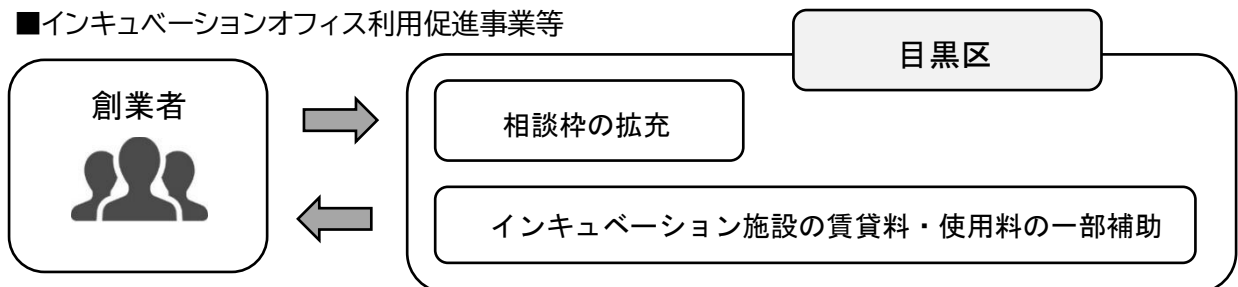 ■インキュベーションオフィス利用促進事業等
目黒区
創業者
相談枠の拡充
インキュベーション施設の賃貸料・使用料の一部補助